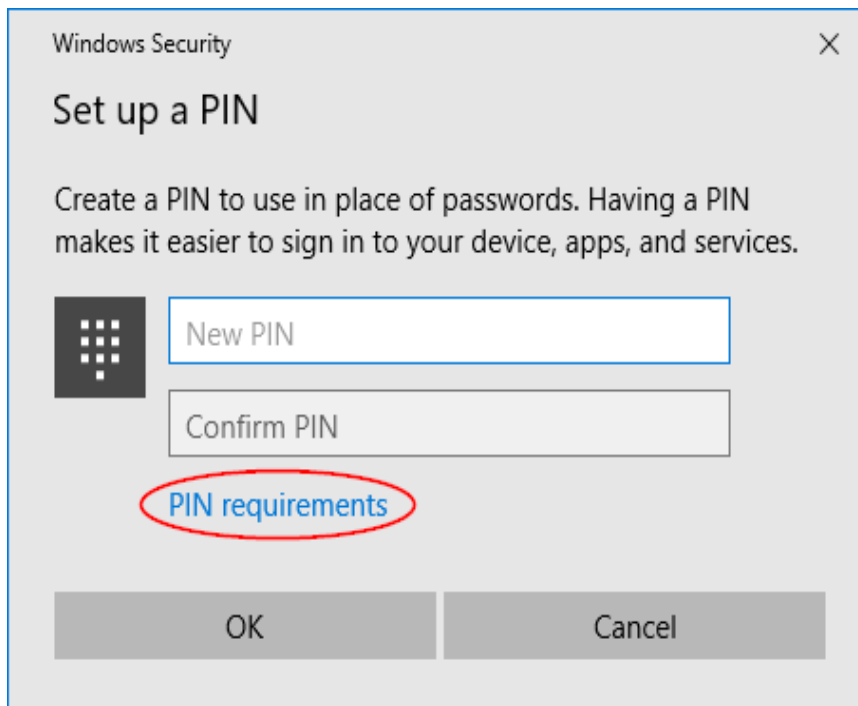 Windows Security
Set up a PIN
Create a PIN to use in place of passwords. Having a PIN
makes it easier to sign in to your device, apps, and services.
New PIN
Confirm PIN
PIN requirements
OK
Cancel